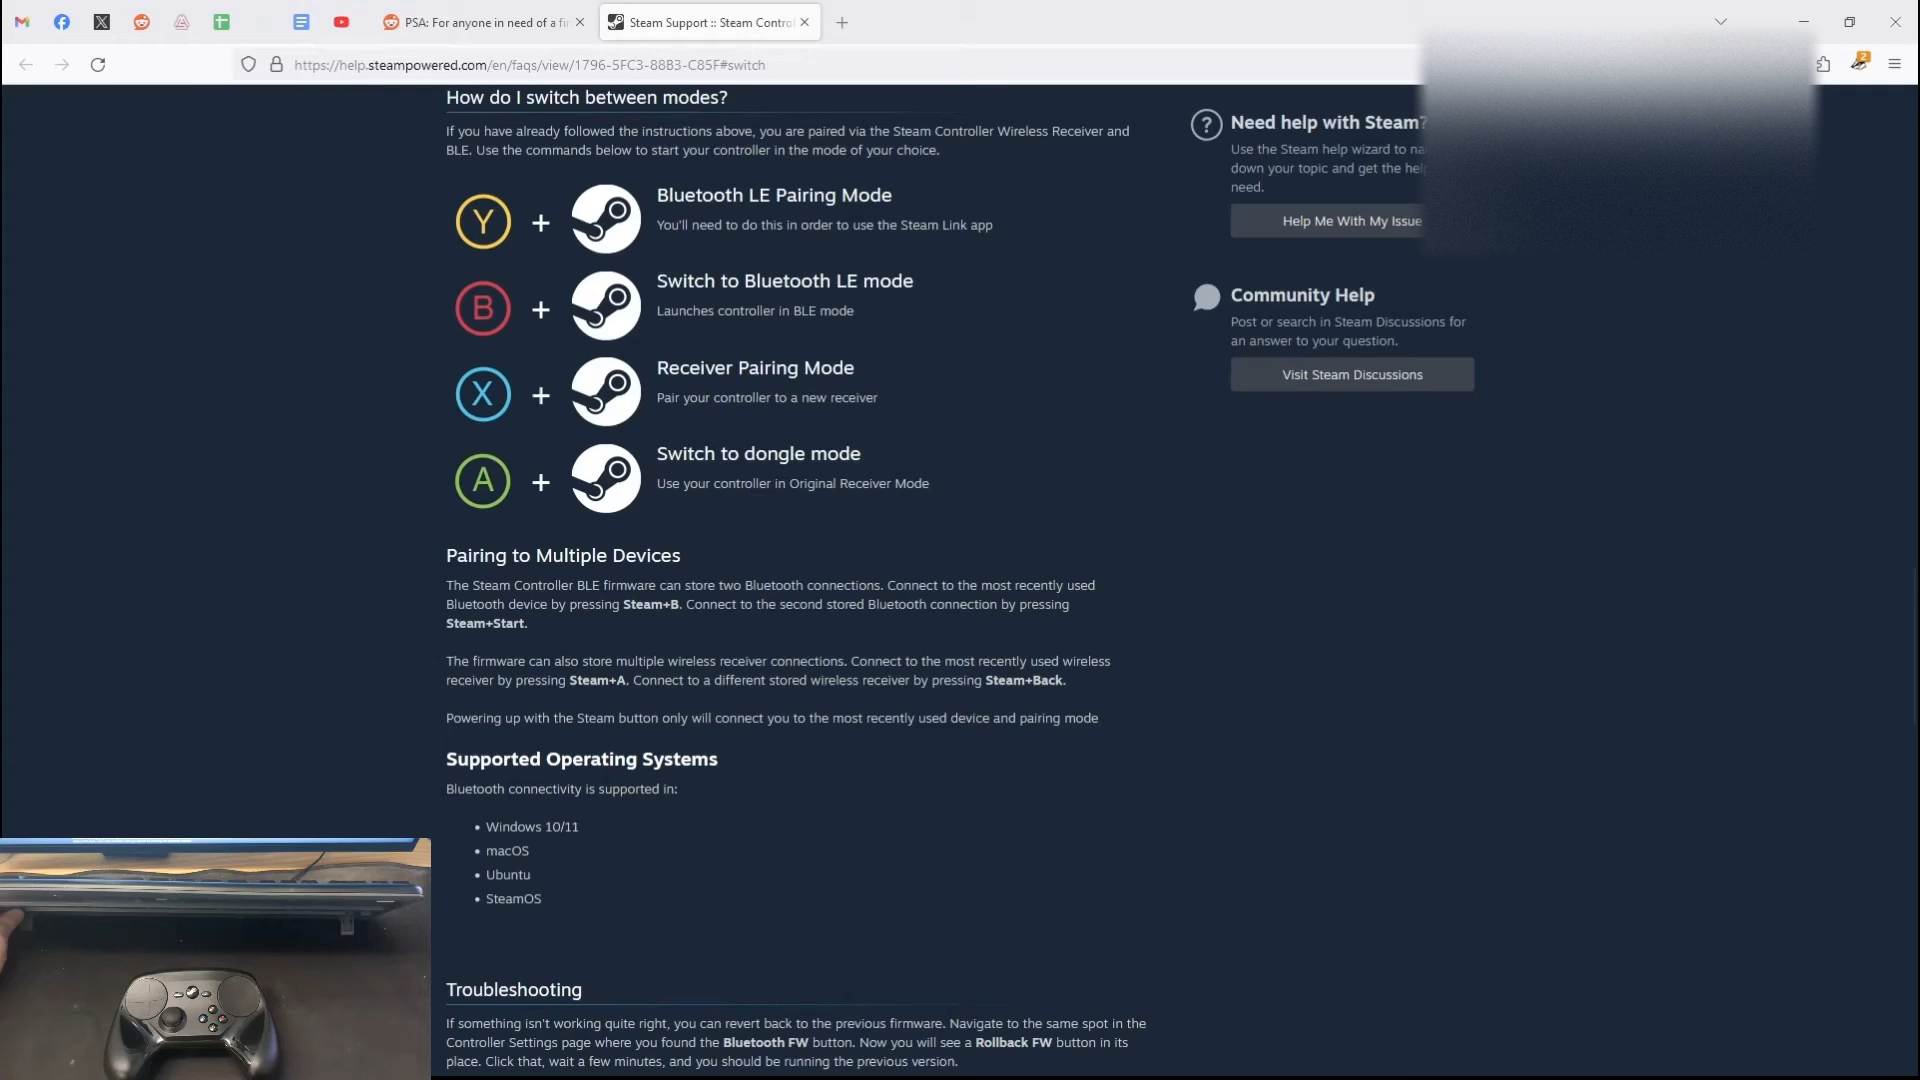 PSA: For anyone in need of a fi
Steam Support :: Steam Control
https://help.steampowered.com/en/faqs/view/1796-5FC3-88B3-C85F#switch
2
How do I switch between modes?
If you have already followed the instructions above, you are paired via the Steam Controller Wireless Receiver and
BLE. Use the commands below to start your controller in the mode of your choice.
Y + Bluetooth LE Pairing Mode
You'll need to do this in order to use the Steam Link app
B + Switch to Bluetooth LE mode
Launches controller in BLE mode
X + Receiver Pairing Mode
Pair your controller to a new receiver
A + Switch to dongle mode
Use your controller in Original Receiver Mode
Pairing to Multiple Devices
The Steam Controller BLE firmware can store two Bluetooth connections. Connect to the most recently used
Bluetooth device by pressing Steam+B. Connect to the second stored Bluetooth connection by pressing
Steam+Start.
The firmware can also store multiple wireless receiver connections. Connect to the most recently used wireless
receiver by pressing Steam+A. Connect to a different stored wireless receiver by pressing Steam+Back.
Powering up with the Steam button only will connect you to the most recently used device and pairing mode
Supported Operating Systems
Bluetooth connectivity is supported in:
• Windows 10/11
• macOS
• Ubuntu
• SteamOS
Troubleshooting
If something isn't working quite right, you can revert back to the previous firmware. Navigate to the same spot in the
Controller Settings page where you found the Bluetooth FW button. Now you will see a Rollback FW button in its
place. Click that, wait a few minutes, and you should be running the previous version.
? Need help with Steam?
Use the Steam help wizard to na
down your topic and get the hel
need.
Help Me With My Issue
Community Help
Post or search in Steam Discussions for
an answer to your question.
Visit Steam Discussions